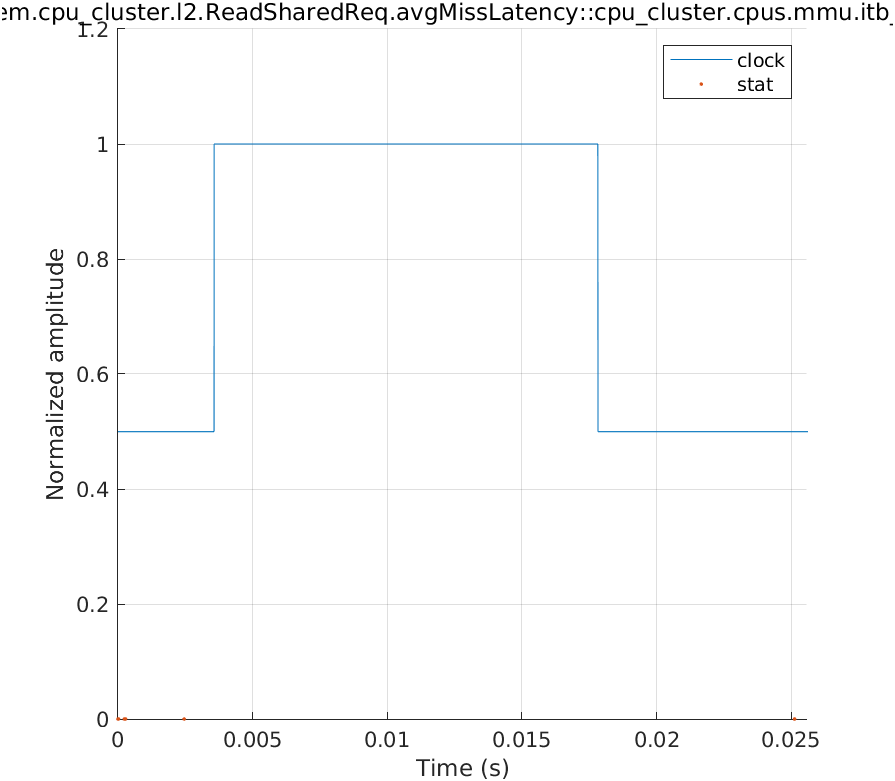 em.cpu_cluster.l2.ReadSharedReq.avgMissLatency::cpu_cluster.cpus.mmu.itb_
1.2
clock
stat
1
0.8
0.6
0.4
0.2
0
Normalized amplitude
0 0.005 0.01 0.015 0.02 0.025
Time (s)